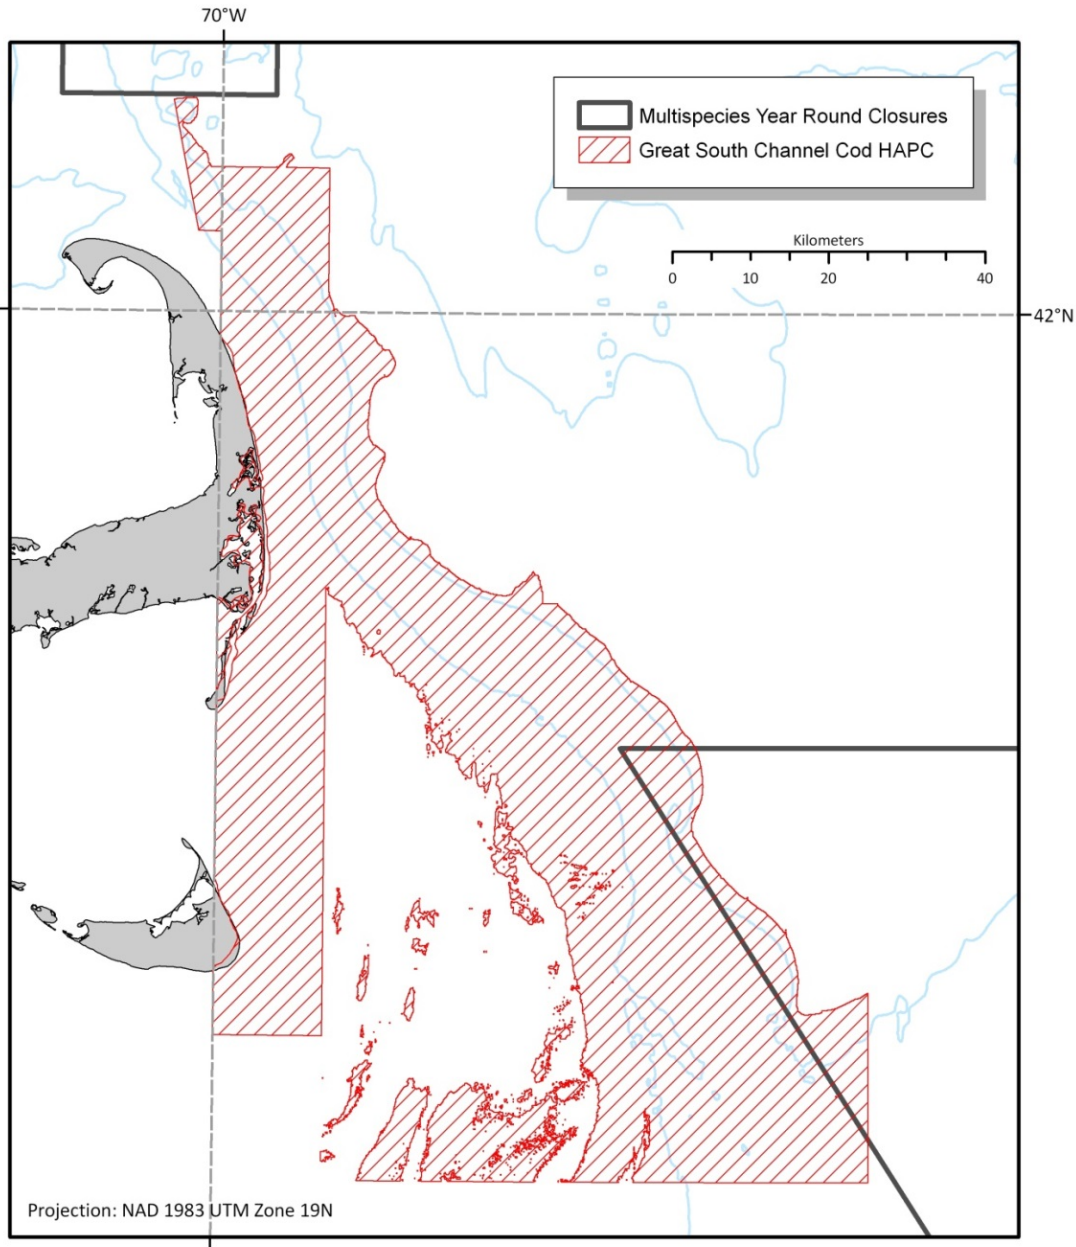 70°W
Multispecies Year Round Closures
Great South Channel Cod HAPC
Kilometers
0 10 20 40
42°N
Projection: NAD 1983 UTM Zone 19N